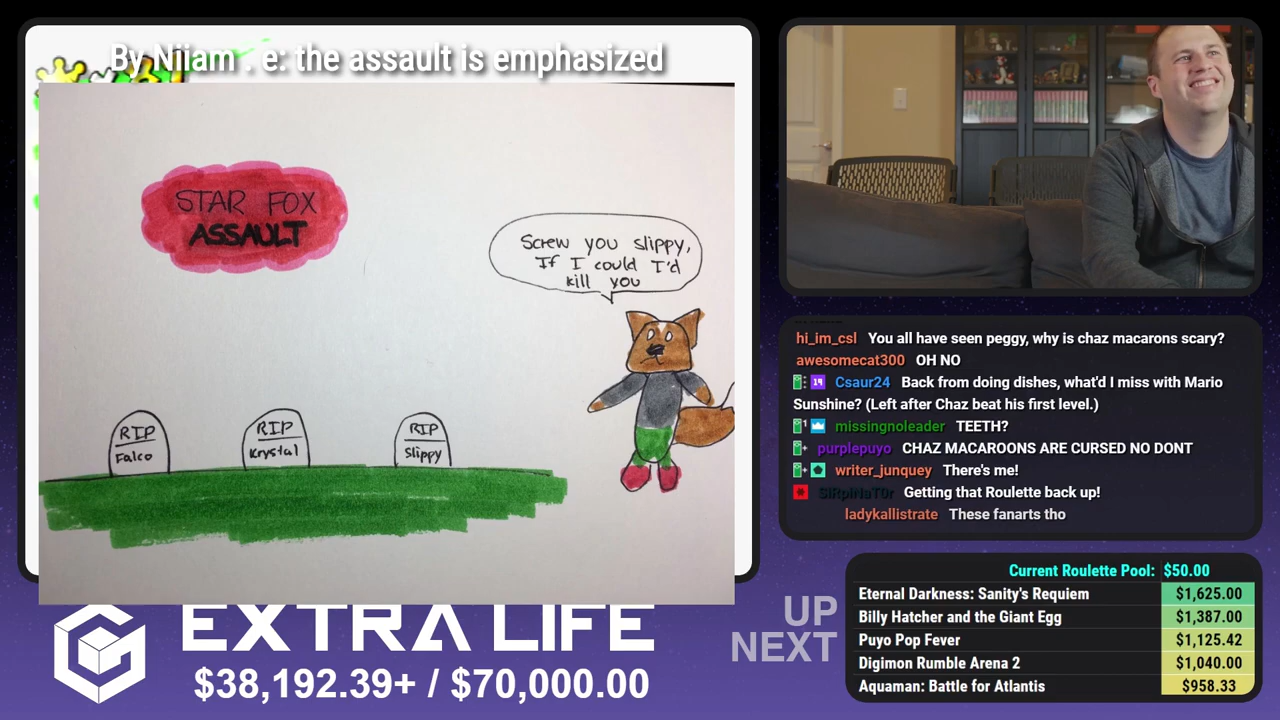 By Niiam . e: the assault is emphasized
STAR FOX
ASSAULT
Screw you slippy,
If I could I'd
kill you
RIP
Falco
RIP
Krystal
RIP
Slippy
hi_im_csl You all have seen peggy, why is chaz macarons scary?
awesomecat300 OH NO
14 Csaur24 Back from doing dishes, what'd I miss with Mario
Sunshine? (Left after Chaz beat his first level.)
1 missingnoleader TEETH?
purplepuyo CHAZ MACAROONS ARE CURSED NO DONT
writer_junquey There's me!
SIRpiNaT0r Getting that Roulette back up!
ladykallistrate These fanarts tho
EXTRA LIFE
$38,192.39+ / $70,000.00
UP
NEXT
Current Roulette Pool: $50.00
Eternal Darkness: Sanity's Requiem $1,625.00
Billy Hatcher and the Giant Egg $1,387.00
Puyo Pop Fever $1,125.42
Digimon Rumble Arena 2 $1,040.00
Aquaman: Battle for Atlantis $958.33